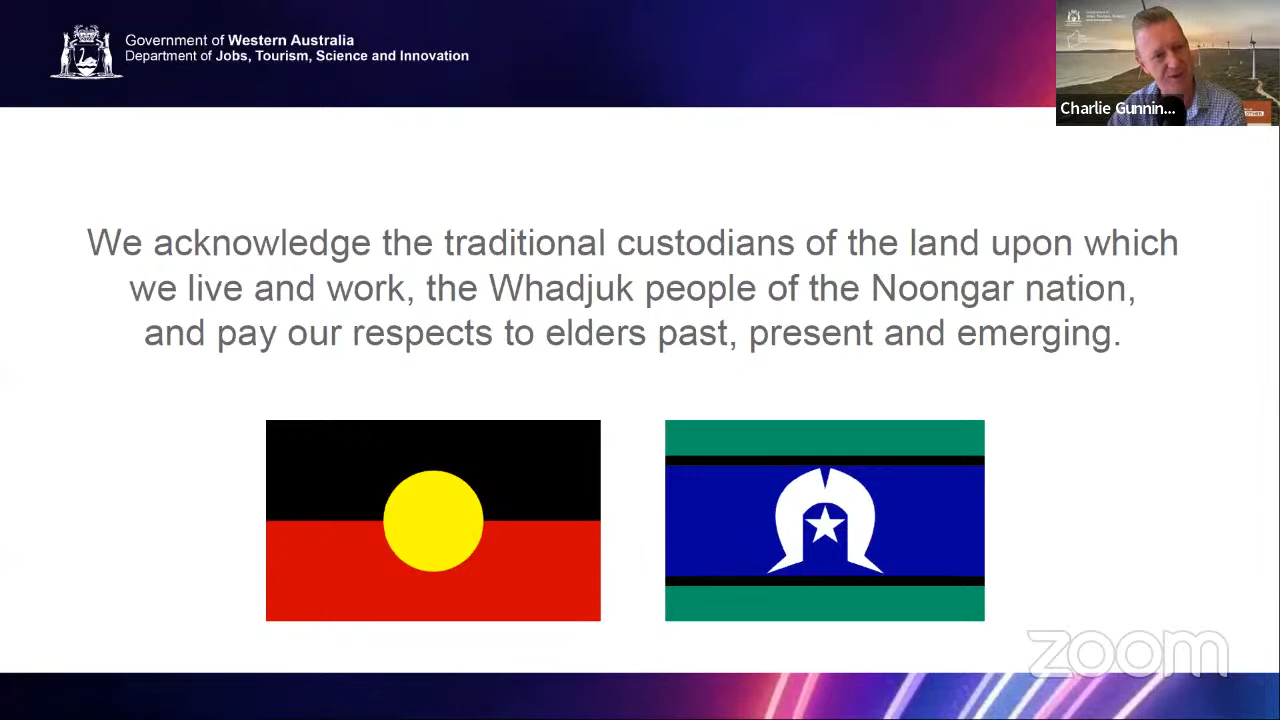 Government of Western Australia
Department of Jobs, Tourism, Science and Innovation
Charlie Gunnin...
We acknowledge the traditional custodians of the land upon which
we live and work, the Whadjuk people of the Noongar nation,
and pay our respects to elders past, present and emerging.
zoom